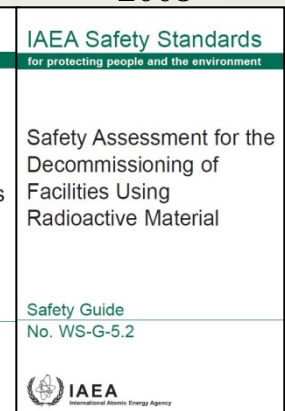 IAEA Safety Standards
for protecting people and the environment
Safety Assessment for the
Decommissioning of
Facilities Using
Radioactive Material
Safety Guide
No. WS-G-5.2
IAEA
International Atomic Energy Agency